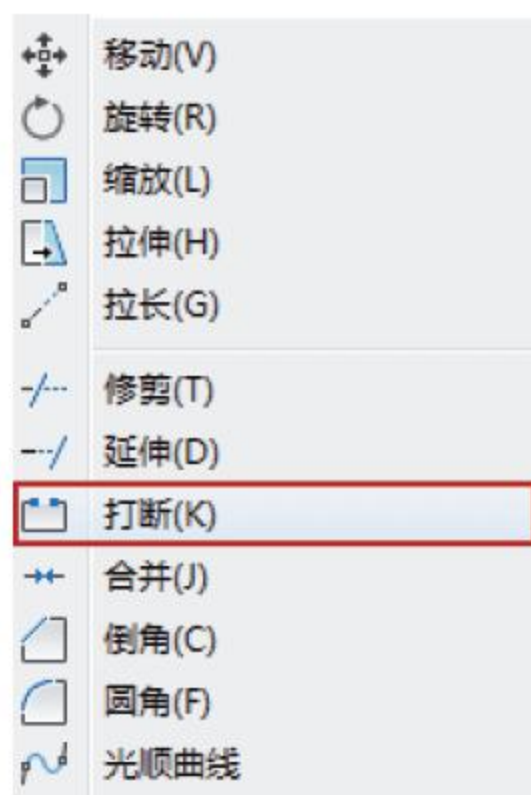 移动(V)
旋转(R)
缩放(L)
拉伸(H)
拉长(G)
修剪(T)
延伸(D)
打断(K)
合并(J)
倒角(C)
圆角(F)
光顺曲线